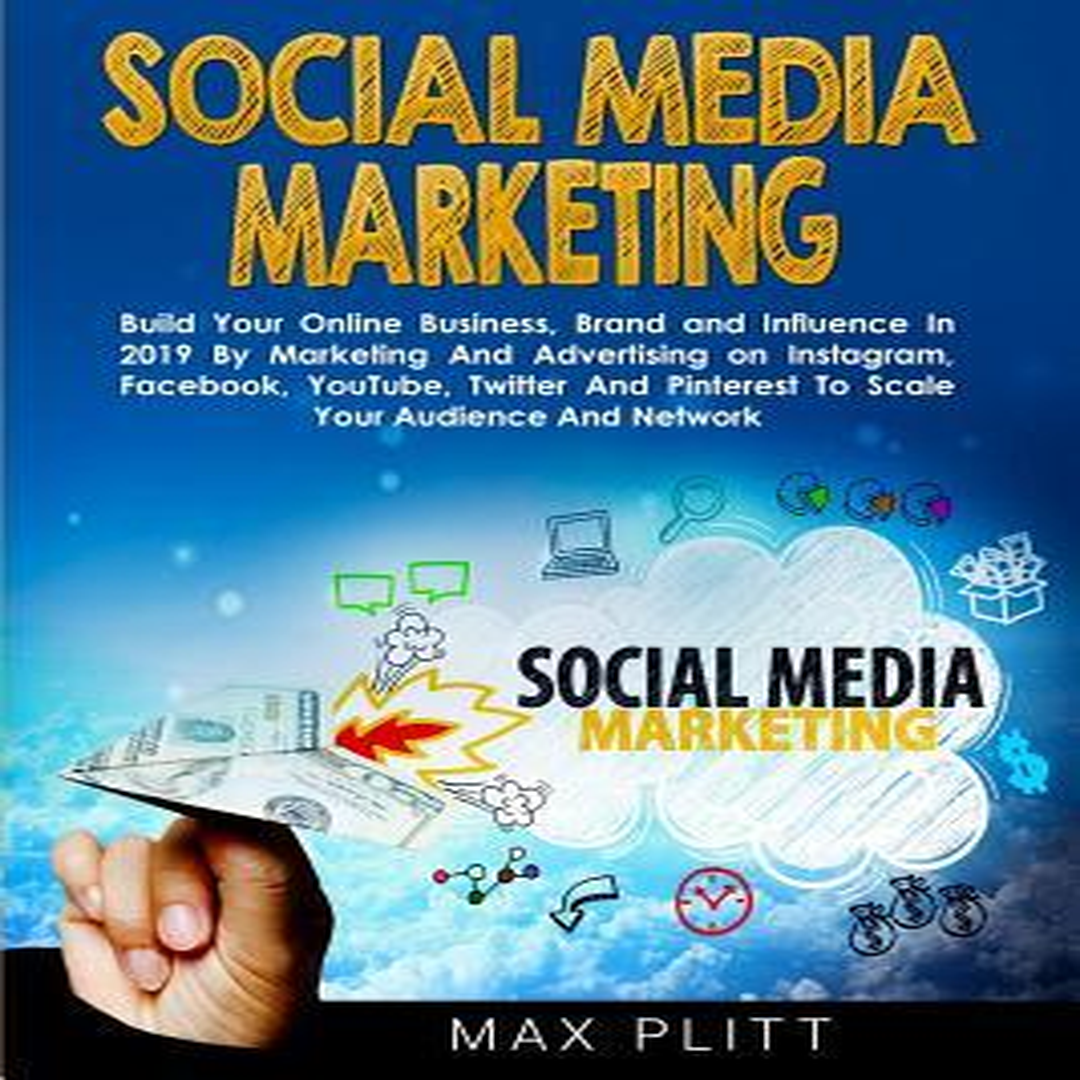 SOCIAL MEDIA
MARKETING
Build Your Online Business, Brand and Influence In
2019 By Marketing And Advertising on Instagram,
Facebook, YouTube, Twitter And Pinterest To Scale
Your Audience And Network
SOCIAL MEDIA
MARKETING
MAX PLITT